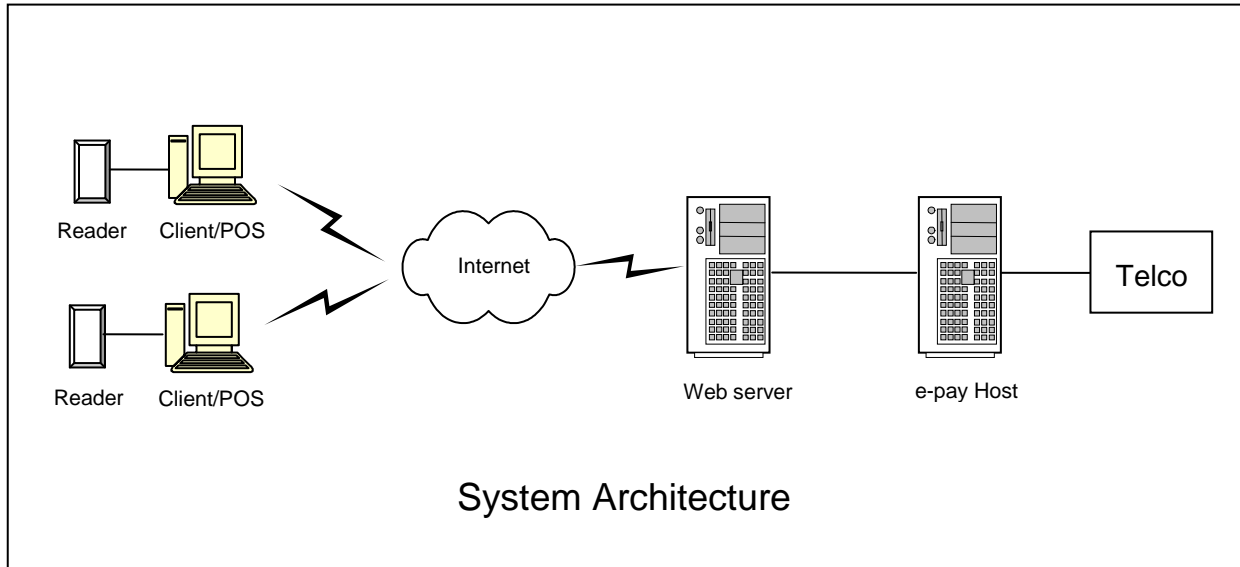 Reader
Client/POS
Internet
Telco
Reader
Client/POS
Web server
e-pay Host
System Architecture